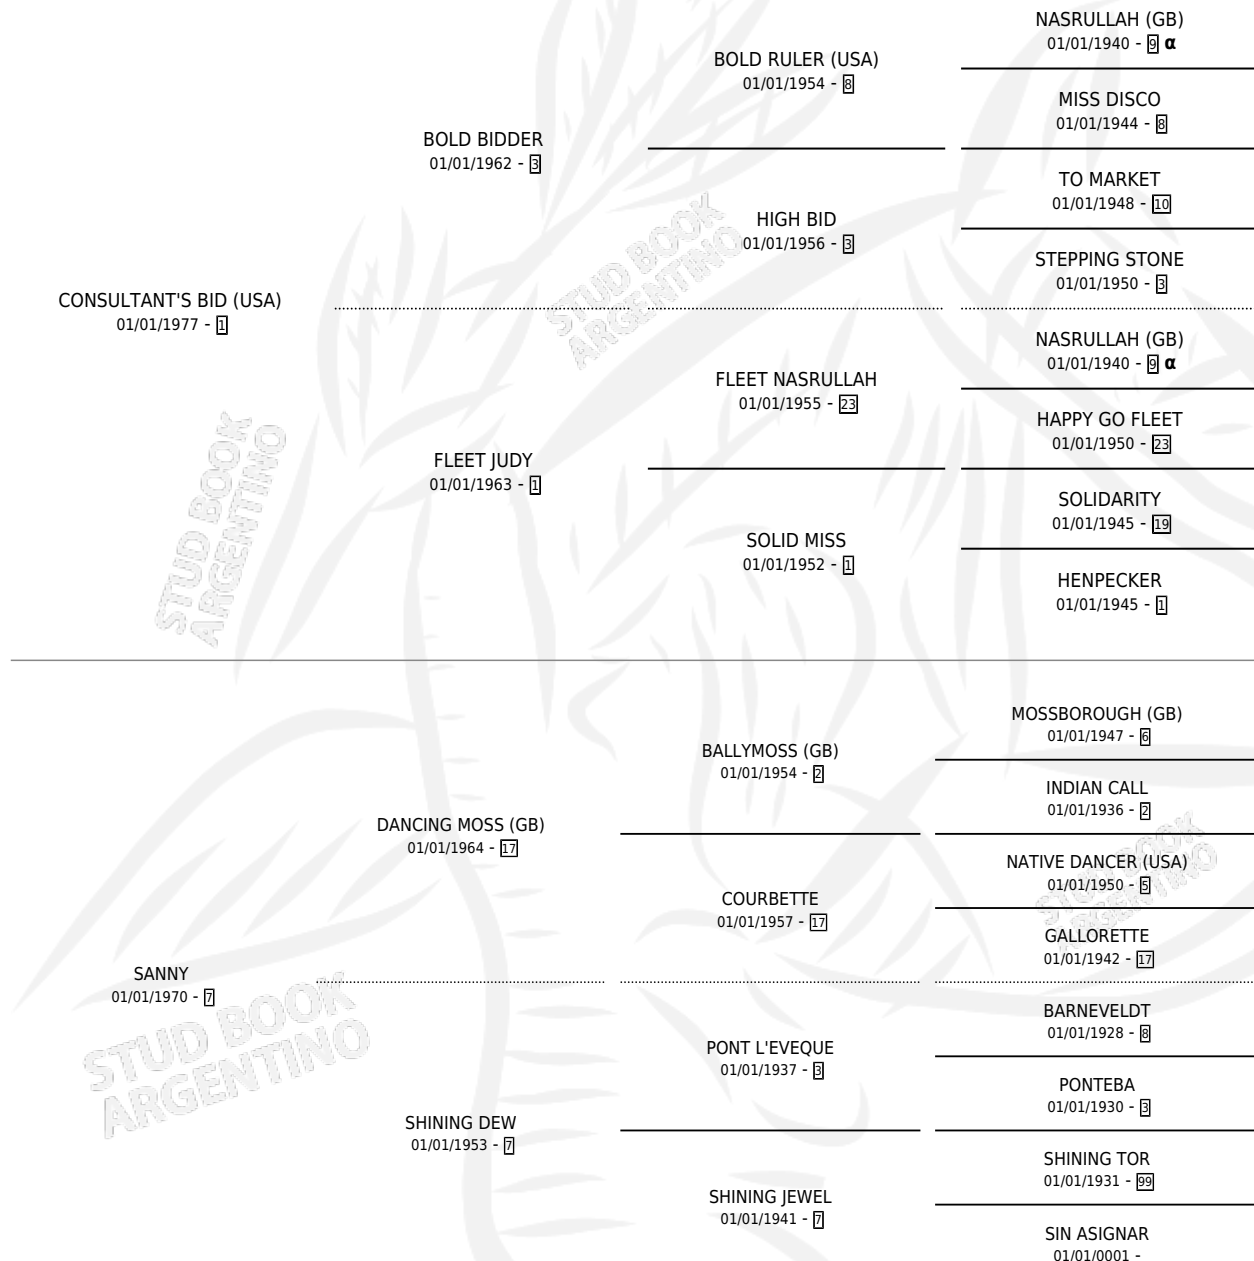 NASRULLAH (GB)
01/01/1940 - 9 α
BOLD RULER (USA)
01/01/1954 - 8
MISS DISCO
01/01/1944 - 8
BOLD BIDDER
01/01/1962 - 3
TO MARKET
01/01/1948 - 10
HIGH BID
01/01/1956 - 3
STEPPING STONE
01/01/1950 - 3
CONSULTANT'S BID (USA)
01/01/1977 - 1
NASRULLAH (GB)
01/01/1940 - 9 α
FLEET NASRULLAH
01/01/1955 - 23
HAPPY GO FLEET
01/01/1950 - 23
FLEET JUDY
01/01/1963 - 1
SOLIDARITY
01/01/1945 - 19
SOLID MISS
01/01/1952 - 1
HENPECKER
01/01/1945 - 1
MOSSBOROUGH (GB)
01/01/1947 - 6
BALLYMOSS (GB)
01/01/1954 - 2
INDIAN CALL
01/01/1936 - 2
DANCING MOSS (GB)
01/01/1964 - 17
NATIVE DANCER (USA)
01/01/1950 - 5
COURBETTE
01/01/1957 - 17
GALLORETTE
01/01/1942 - 17
SANNY
01/01/1970 - 7
BARNEVELDT
01/01/1928 - 8
PONT L'EVEQUE
01/01/1937 - 3
PONTEBA
01/01/1930 - 3
SHINING DEW
01/01/1953 - 7
SHINING TOR
01/01/1931 - 99
SHINING JEWEL
01/01/1941 - 7
SIN ASIGNAR
01/01/0001 -
STUD BOOK
ARGENTINO
STUD BOOK
ARGENTINO
STUD BOOK
ARGENTINO
STUD BOOK
ARGENTINO